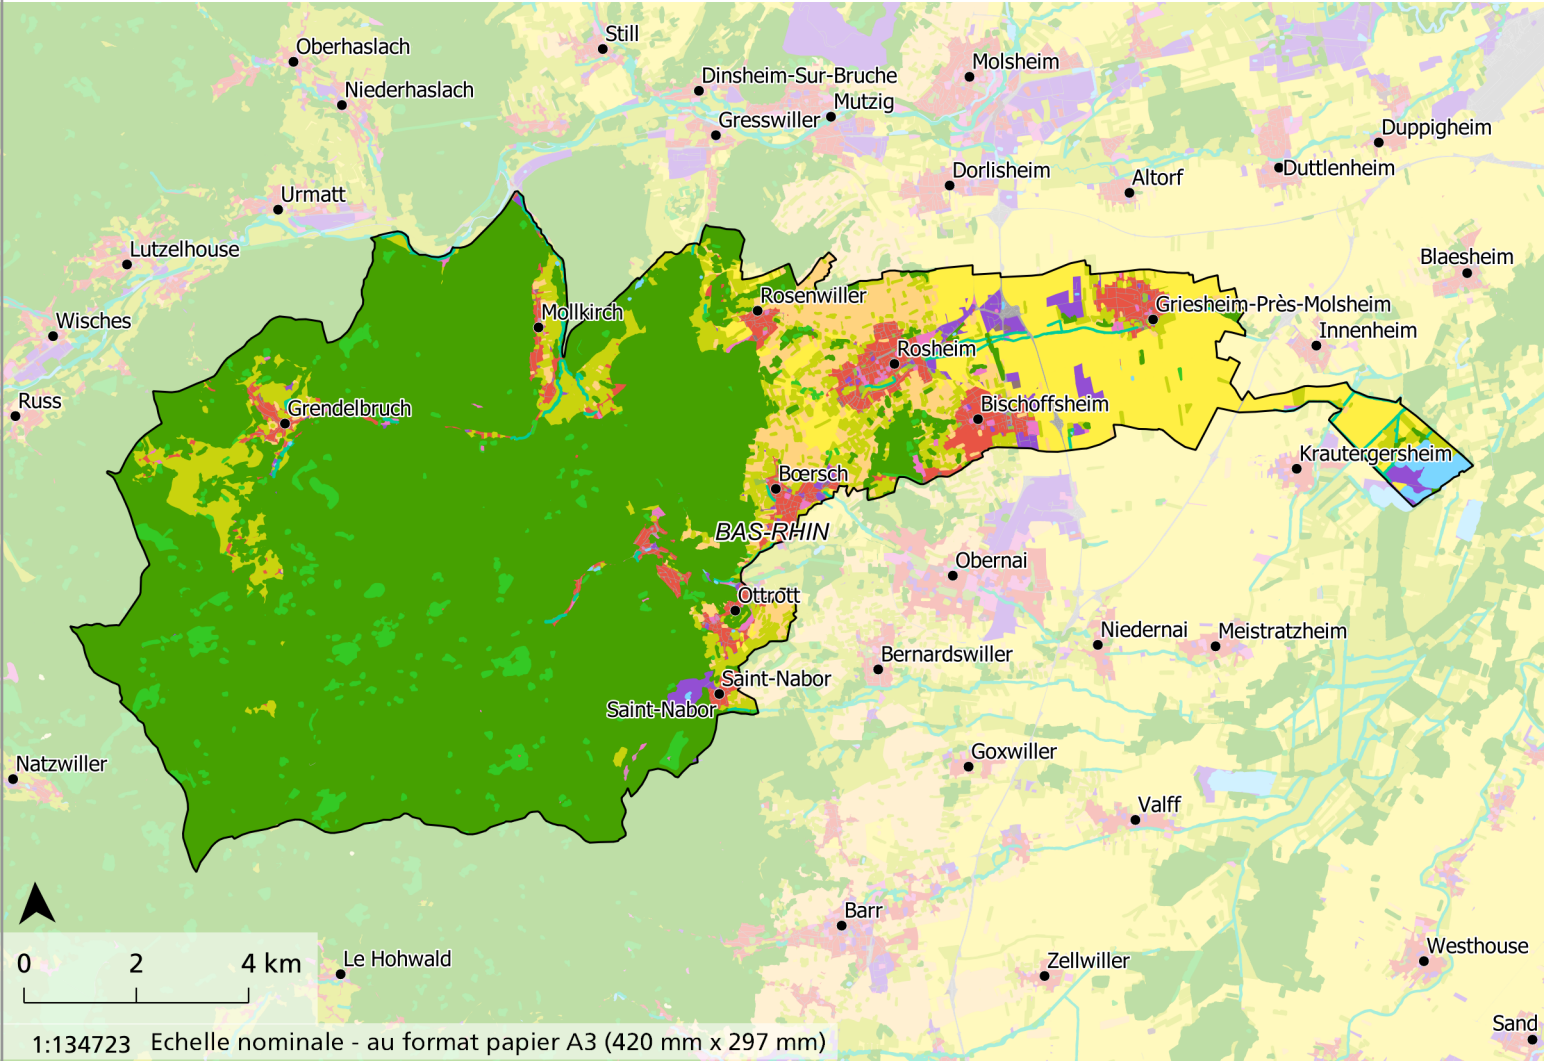 Still
Oberhaslach
Molsheim
Dinsheim-Sur-Bruche
Niederhaslach
Mutzig
Gresswiller
Duppigheim
Dorlisheim
Duttlenheim
Altorf
Urmatt
Lutzelhouse
Blaesheim
Rosenwiller
Griesheim-Près-Molsheim
Mollkirch
Wisches
Innenheim
Rosheim
Russ
Grendelbruch
Bischoffsheim
Krautergersheim
Bœrsch
BAS-RHIN
Obernai
Ottrott
Niedernai
Meistratzheim
Bernardswiller
Saint-Nabor
Saint-Nabor
Goxwiller
Natzwiller
Valff
Barr
Westhouse
Le Hohwald
Zellwiller
0 2 4 km
Sand
1:134723 Echelle nominale - au format papier A3 (420 mm x 297 mm)